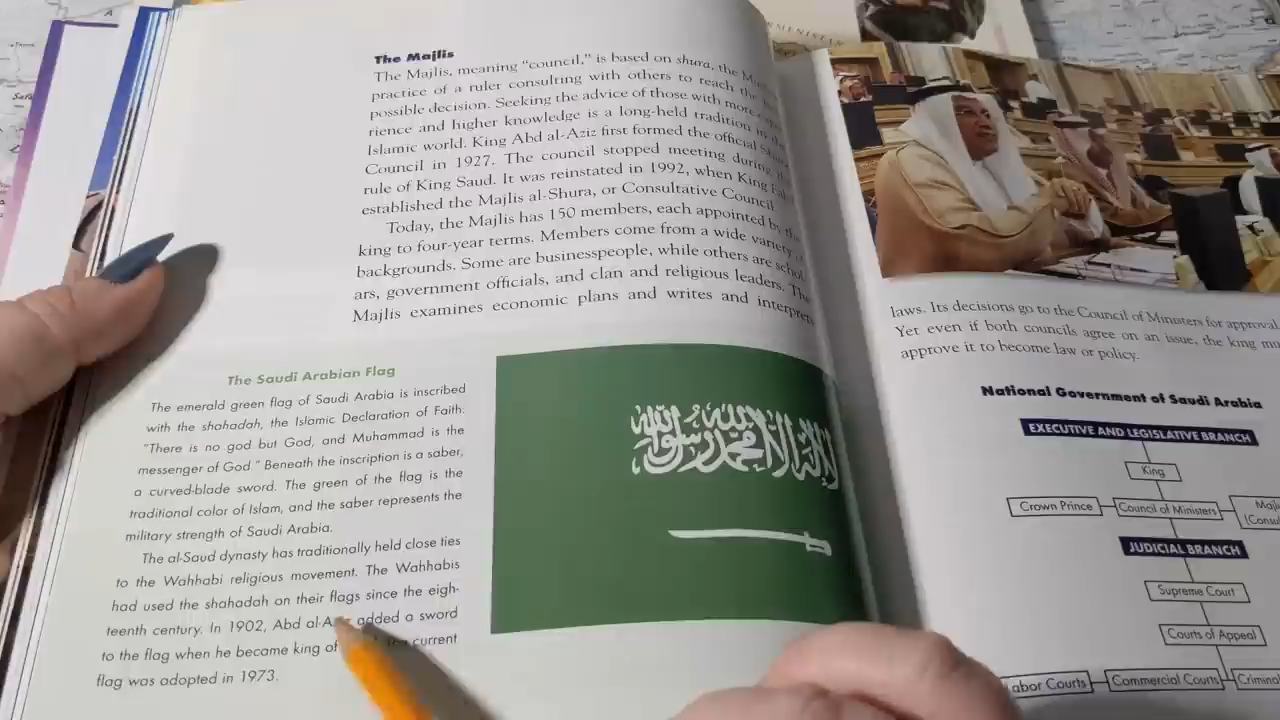 The Majlis
The Majlis, meaning “council,” is based on shura, the
practice of a ruler consulting with others to reach the
possible decision. Seeking the advice of those with more
rience and higher knowledge is a long-held tradition in
Islamic world. King Abd al-Aziz first formed the official
Council in 1927. The council stopped meeting during
rule of King Saud. It was reinstated in 1992, when King
established the Majlis al-Shura, or Consultative Council.
Today, the Majlis has 150 members, each appointed by
king to four-year terms. Members come from a wide variety
backgrounds. Some are businesspeople, while others are schol-
ars, government officials, and clan and religious leaders. The
Majlis examines economic plans and writes and interprets
The Saudi Arabian Flag
The emerald green flag of Saudi Arabia is inscribed
with the shahadah, the Islamic Declaration of Faith:
“There is no god but God, and Muhammad is the
messenger of God.” Beneath the inscription is a saber,
a curved-blade sword. The green of the flag is the
traditional color of Islam, and the saber represents the
military strength of Saudi Arabia.
The al-Saud dynasty has traditionally held close ties
to the Wahhabi religious movement. The Wahhabis
had used the shahadah on their flags since the eigh-
teenth century. In 1902, Abd al-Aziz added a sword
to the flag when he became king of current
flag was adopted in 1973.
لا إله إلا الله محمد رسول الله
laws. Its decisions go to the Council of Ministers for approval.
Yet even if both councils agree on an issue, the king
approve it to become law or policy.
National Government of Saudi Arabia
EXECUTIVE AND LEGISLATIVE BRANCH
King
Crown Prince
Council of Ministers
JUDICIAL BRANCH
Supreme Court
Courts of Appeal
Labor Courts
Commercial Courts